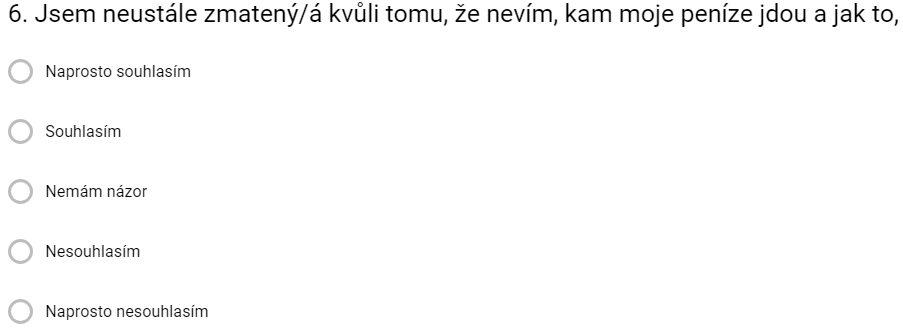 6. Jsem neustále zmatený/á kvůli tomu, že nevím, kam moje peníze jdou a jak to,
Naprosto souhlasím
Souhlasím
Nemám názor
Nesouhlasím
Naprosto nesouhlasím